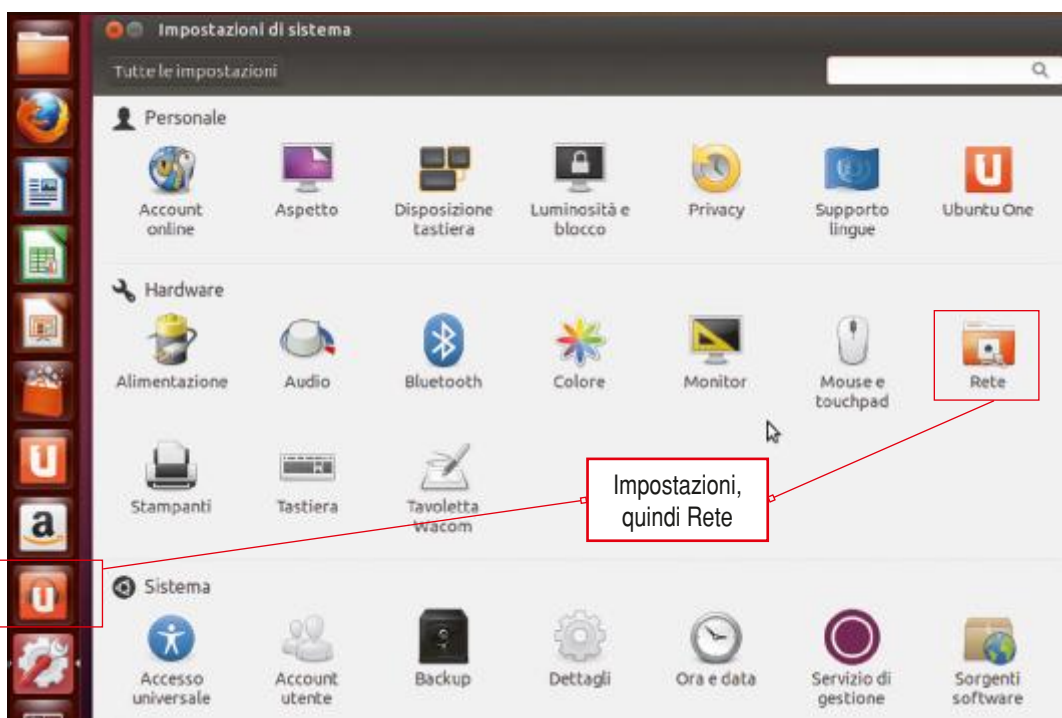 Impostazioni di sistema
Tutte le impostazioni
Personale
Account online
Aspetto
Disposizione tastiera
Luminosità e blocco
Privacy
Supporto lingue
Ubuntu One
Hardware
Alimentazione
Audio
Bluetooth
Colore
Monitor
Mouse e touchpad
Rete
Stampanti
Tastiera
Tavoletta Wacom
Impostazioni,
quindi Rete
Sistema
Accesso universale
Account utente
Backup
Dettagli
Ora e data
Servizio di gestione
Sorgenti software